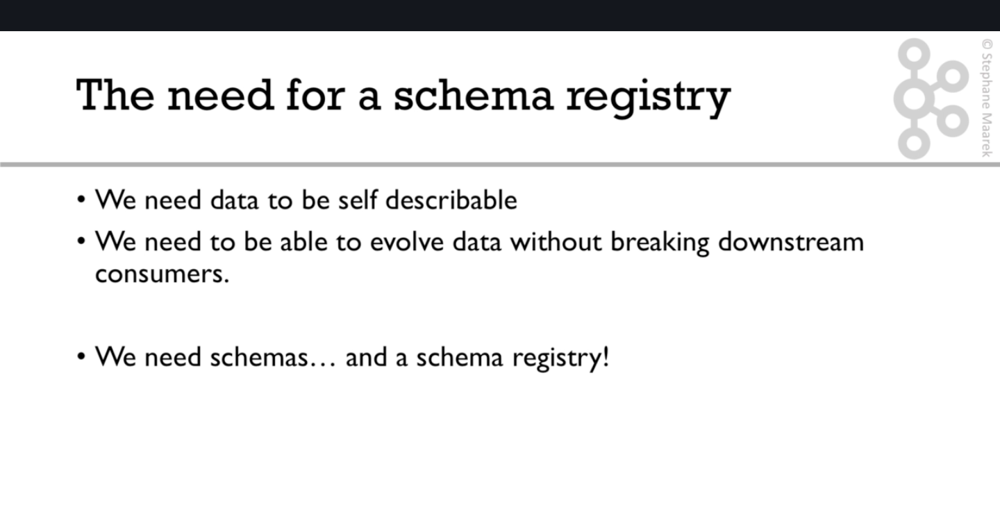 The need for a schema registry
© Stephane Maarek
• We need data to be self describable
• We need to be able to evolve data without breaking downstream
consumers.
• We need schemas… and a schema registry!